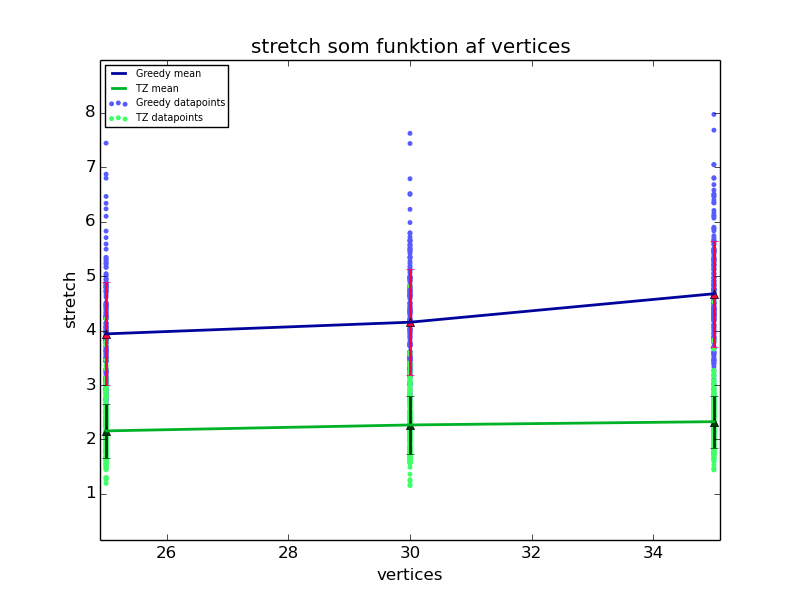 stretch som funktion af vertices
Greedy mean
TZ mean
Greedy datapoints
TZ datapoints
8
7
6
5
4
3
2
1
stretch
26 28 30 32 34
vertices